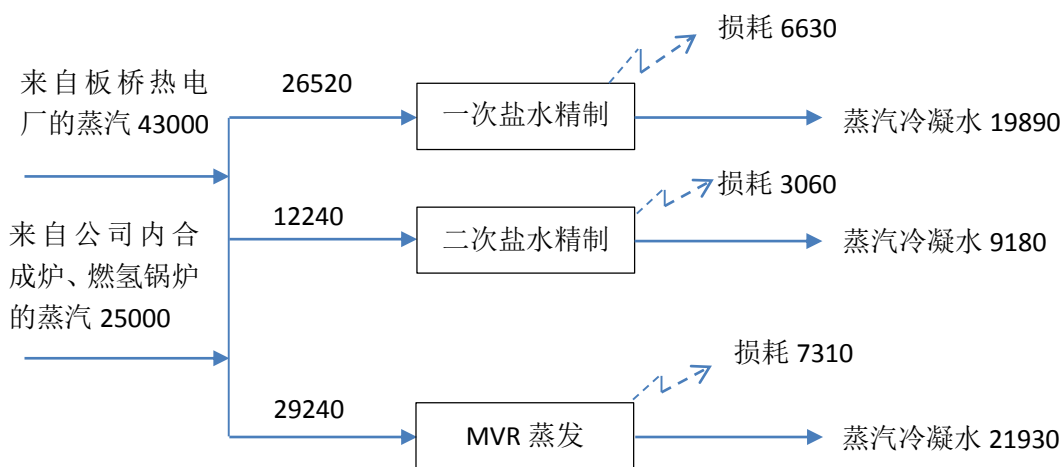 损耗 6630
来自板桥热电
厂的蒸汽 43000
26520
一次盐水精制
蒸汽冷凝水 19890
损耗 3060
来自公司内合
成炉、燃氢锅炉
的蒸汽 25000
12240
二次盐水精制
蒸汽冷凝水 9180
损耗 7310
29240
MVR 蒸发
蒸汽冷凝水 21930